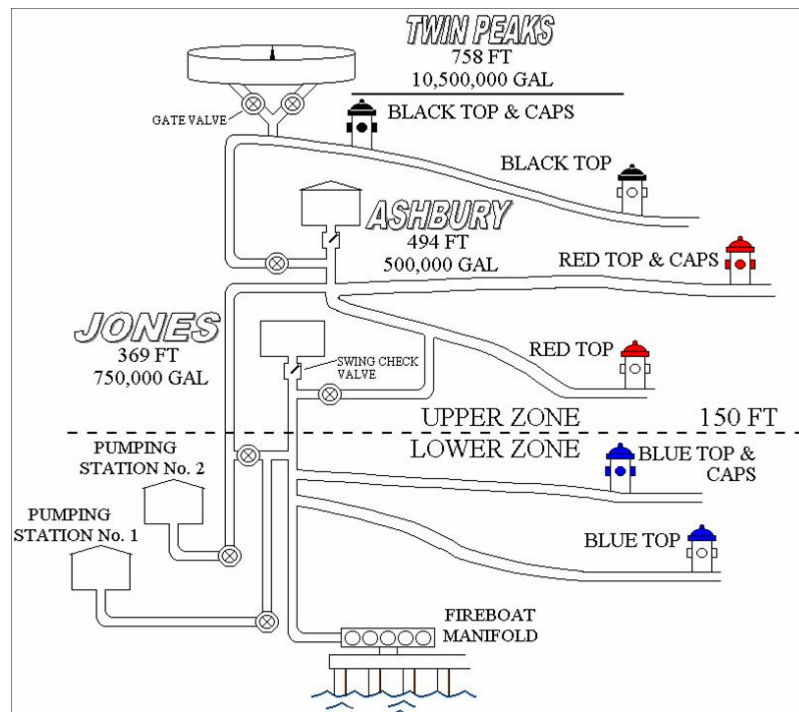 TWIN PEAKS
758 FT
10,500,000 GAL
GATE VALVE
BLACK TOP & CAPS
BLACK TOP
ASHBURY
494 FT
500,000 GAL
RED TOP & CAPS
JONES
369 FT
750,000 GAL
SWING CHECK
VALVE
RED TOP
UPPER ZONE
150 FT
LOWER ZONE
PUMPING
STATION No. 2
BLUE TOP &
CAPS
PUMPING
STATION No. 1
BLUE TOP
FIREBOAT
MANIFOLD